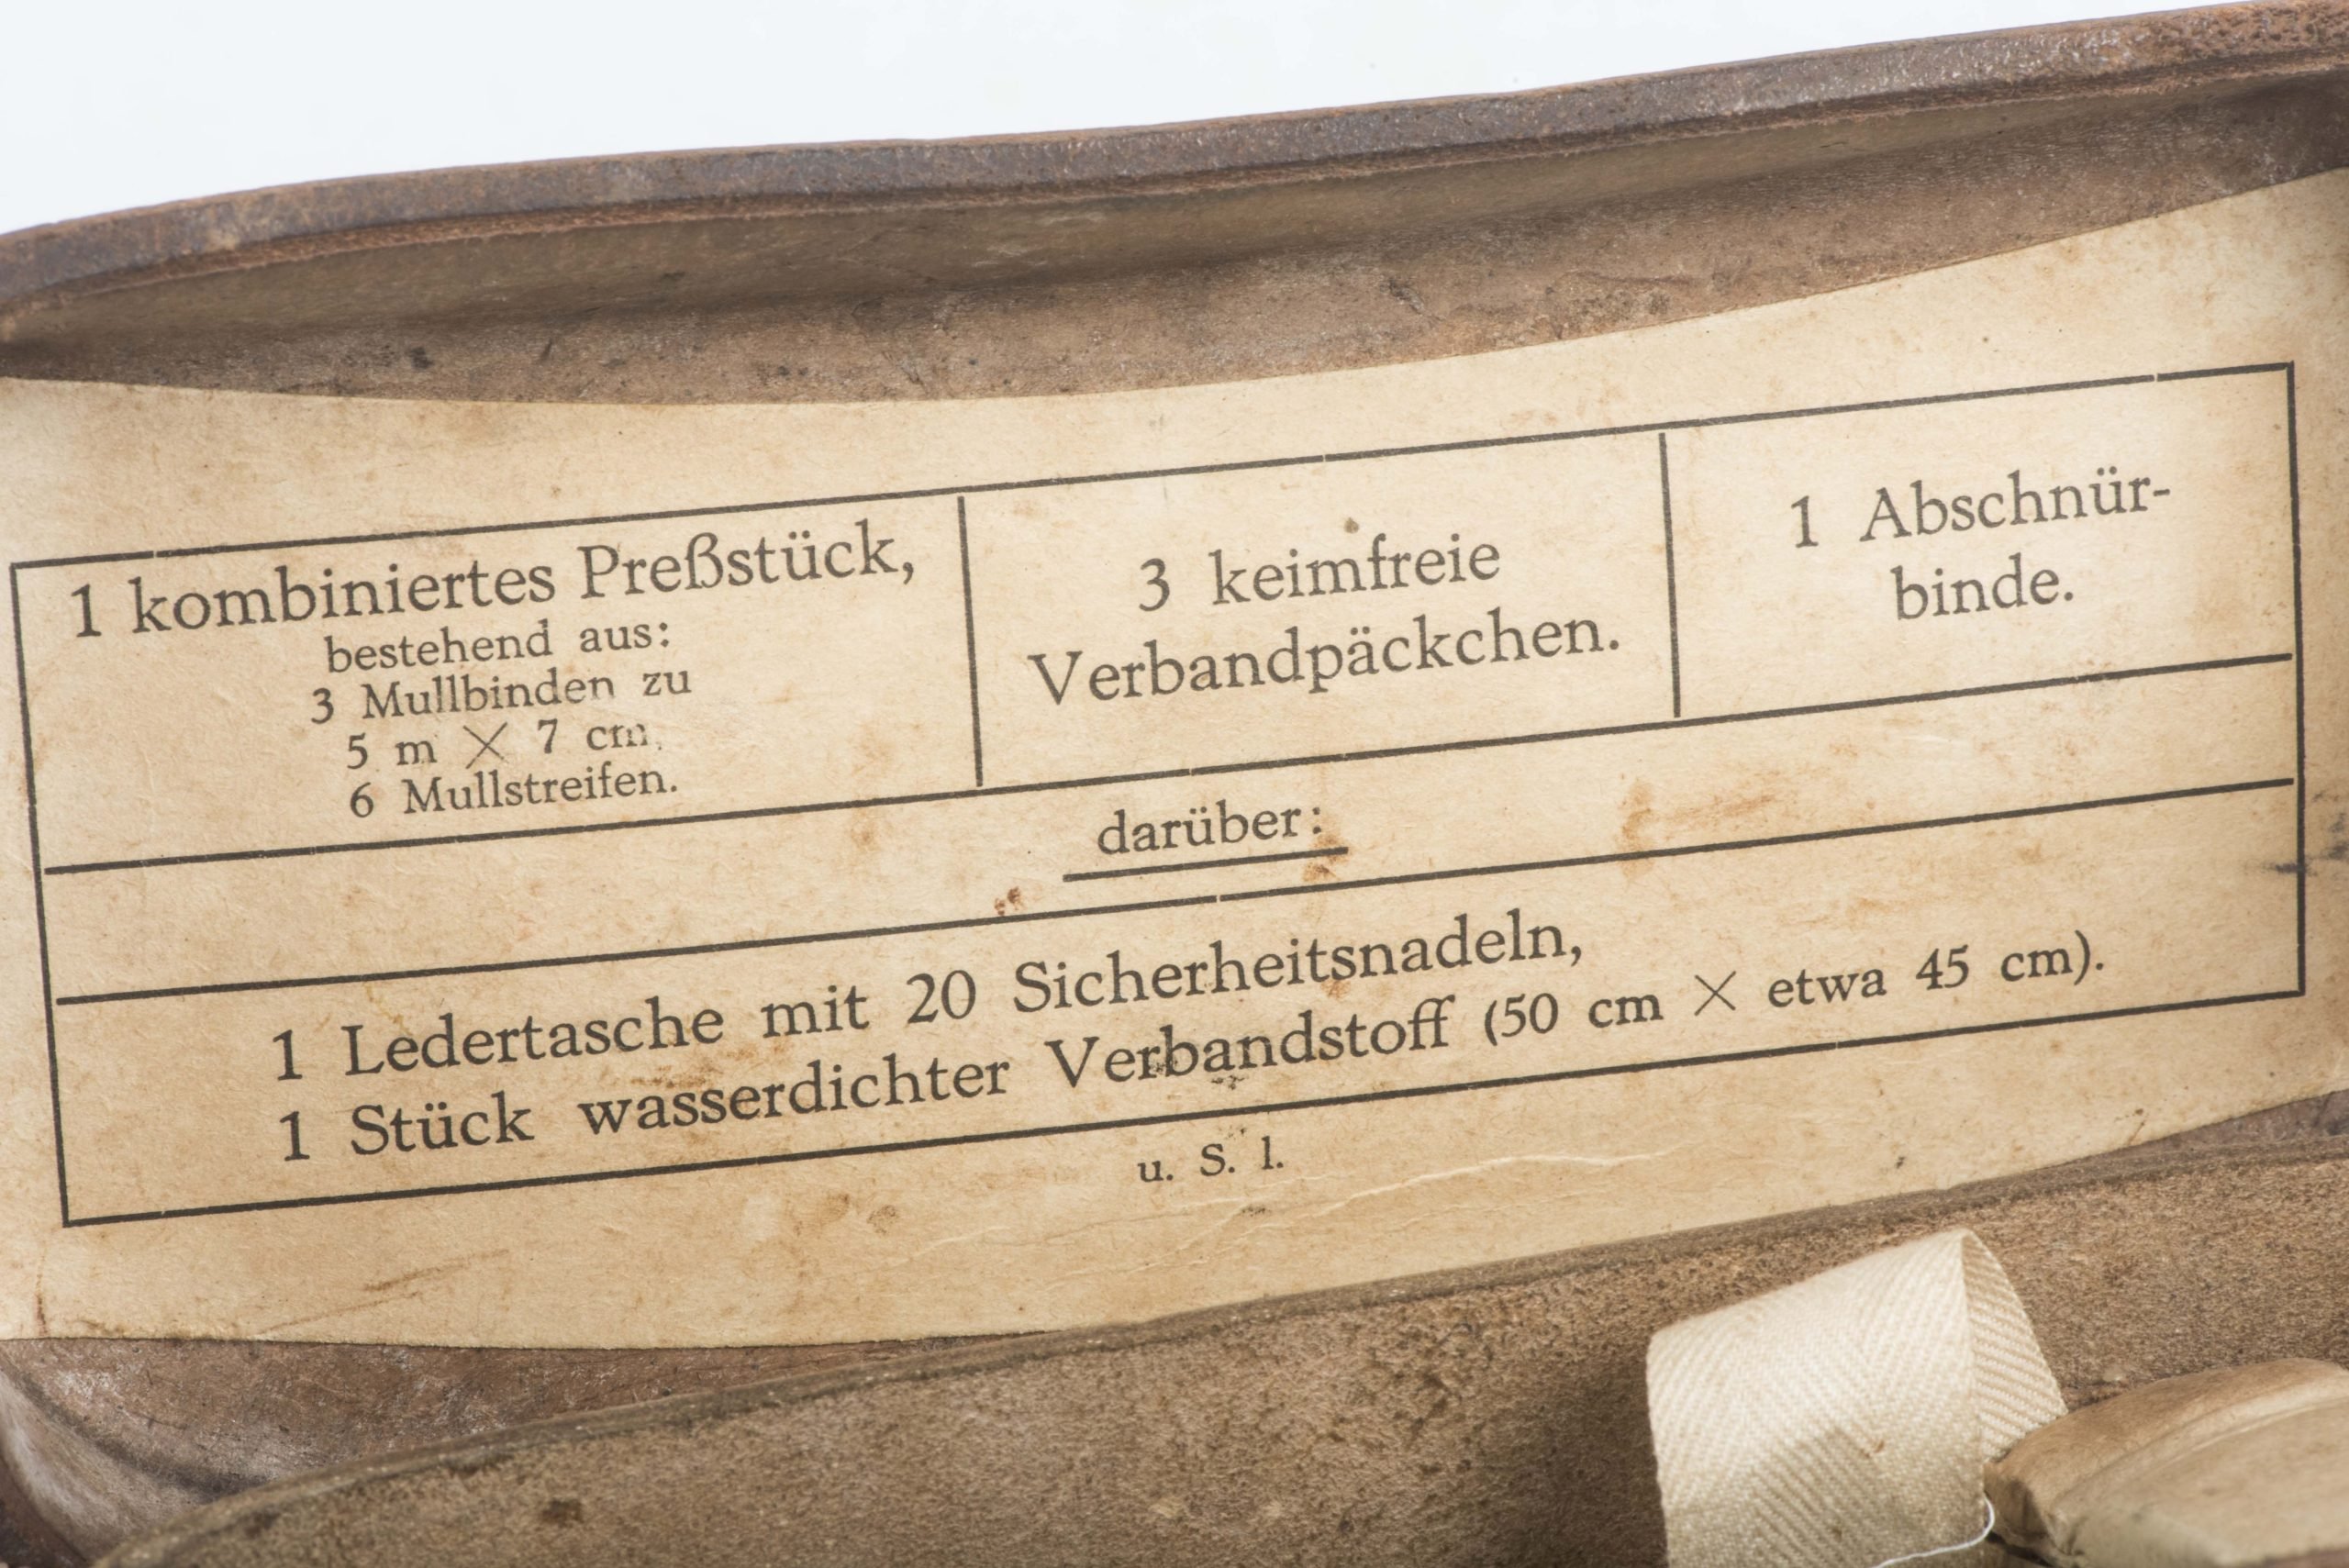 1 kombiniertes Preßstück,
bestehend aus:
3 Mullbinden zu
5 m × 7 cm,
6 Mullstreifen.
3 keimfreie
Verbandpäckchen.
1 Abschnür-
binde.
darüber:
1 Ledertasche mit 20 Sicherheitsnadeln,
1 Stück wasserdichter Verbandstoff (50 cm × etwa 45 cm).
u. S. l.